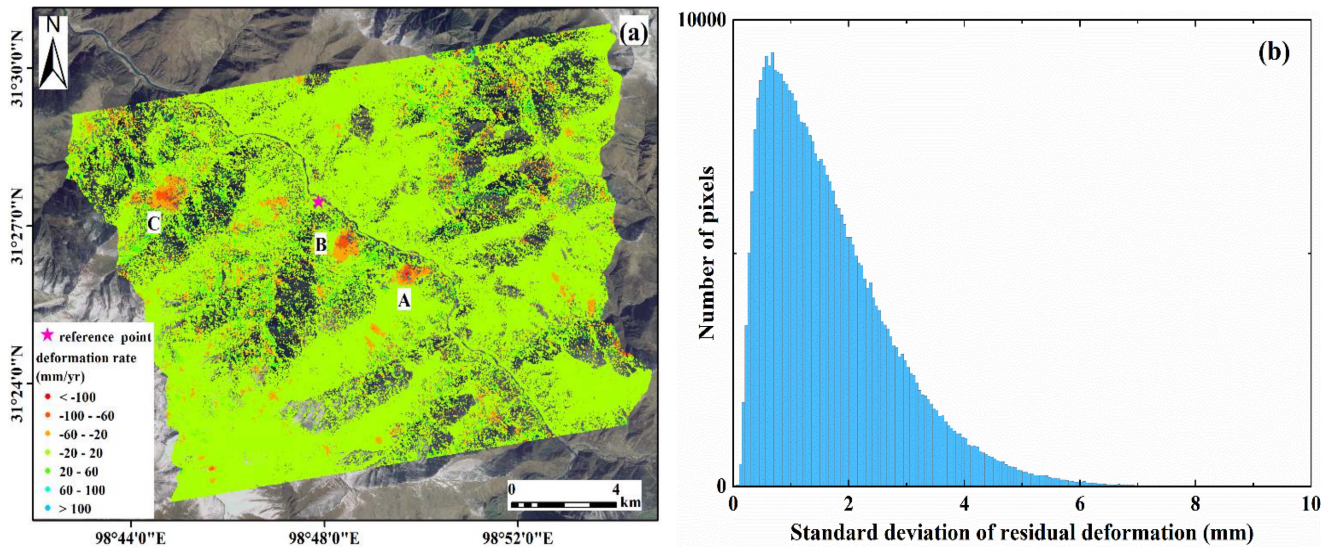 N
(a)
31°30'0"N
31°27'0"N
31°24'0"N
C
B
A
reference point
deformation rate
(mm/yr)
< -100
-100 - -60
-60 - -20
-20 - 20
20 - 60
60 - 100
> 100
0 4
km
98°44'0"E 98°48'0"E 98°52'0"E
10000
(b)
Number of pixels
0
0 2 4 6 8 10
Standard deviation of residual deformation (mm)